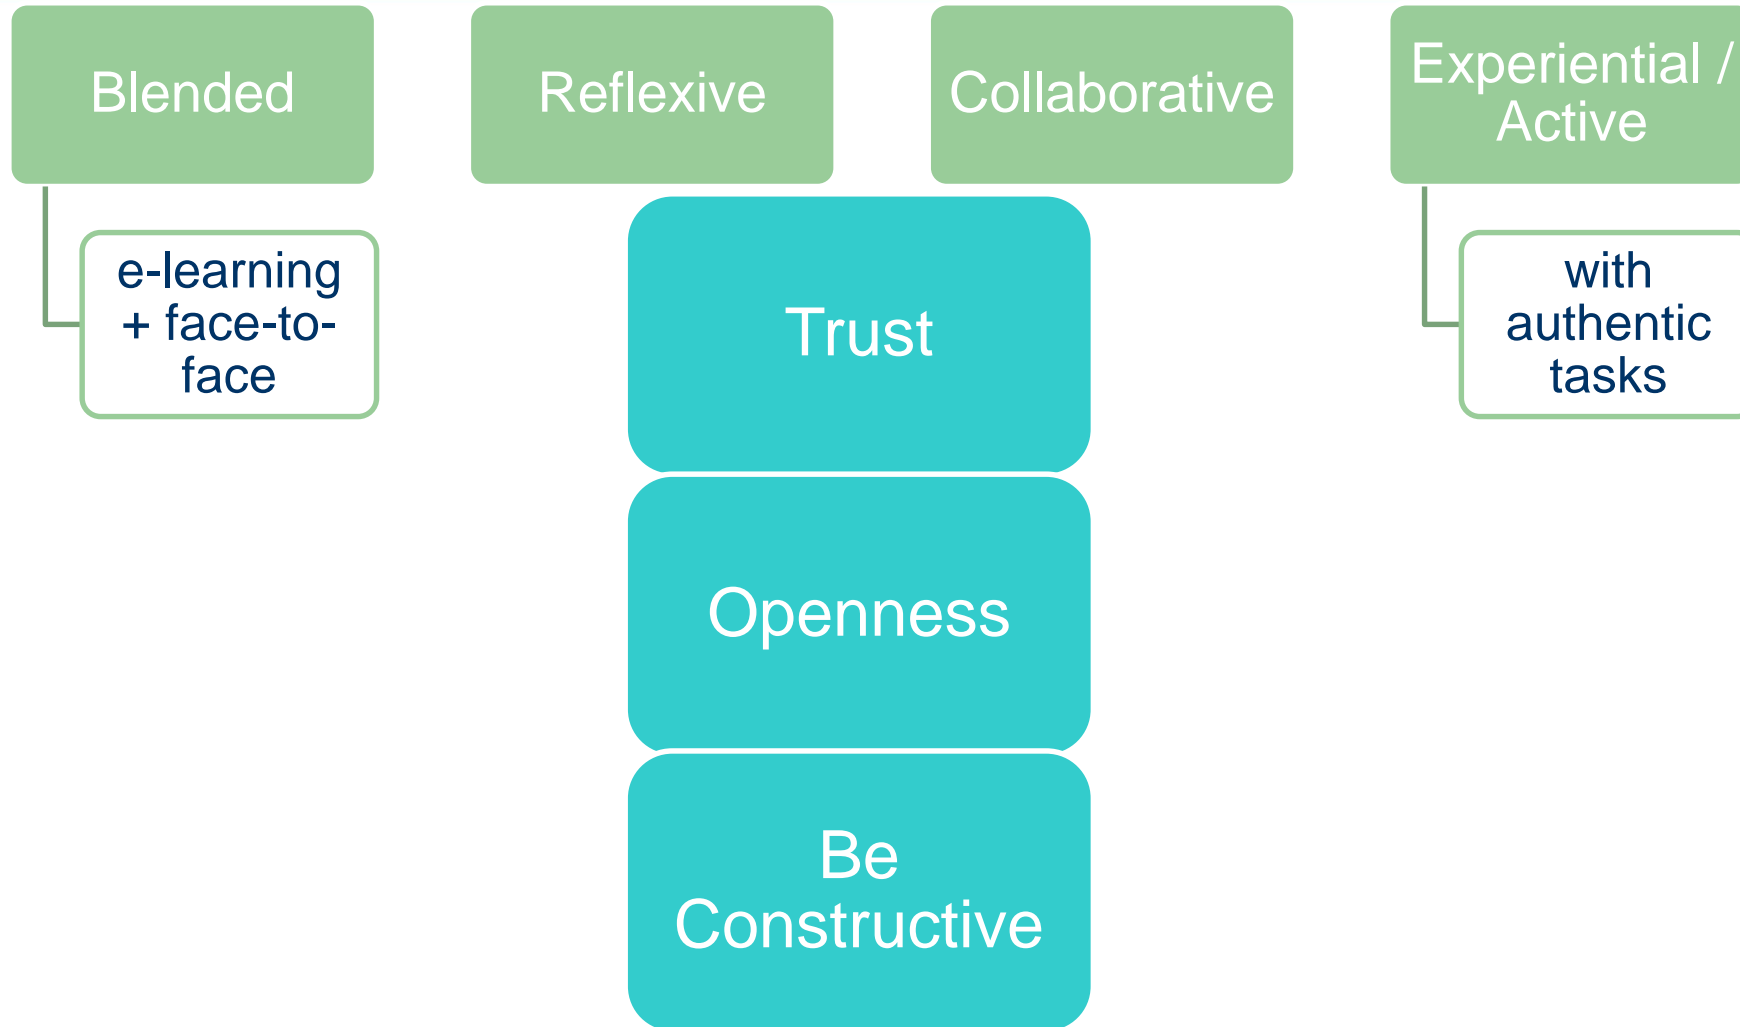 Blended
Reflexive
Collaborative
Experiential /
Active
e-learning
+ face-to-
face
with
authentic
tasks
Trust
Openness
Be
Constructive